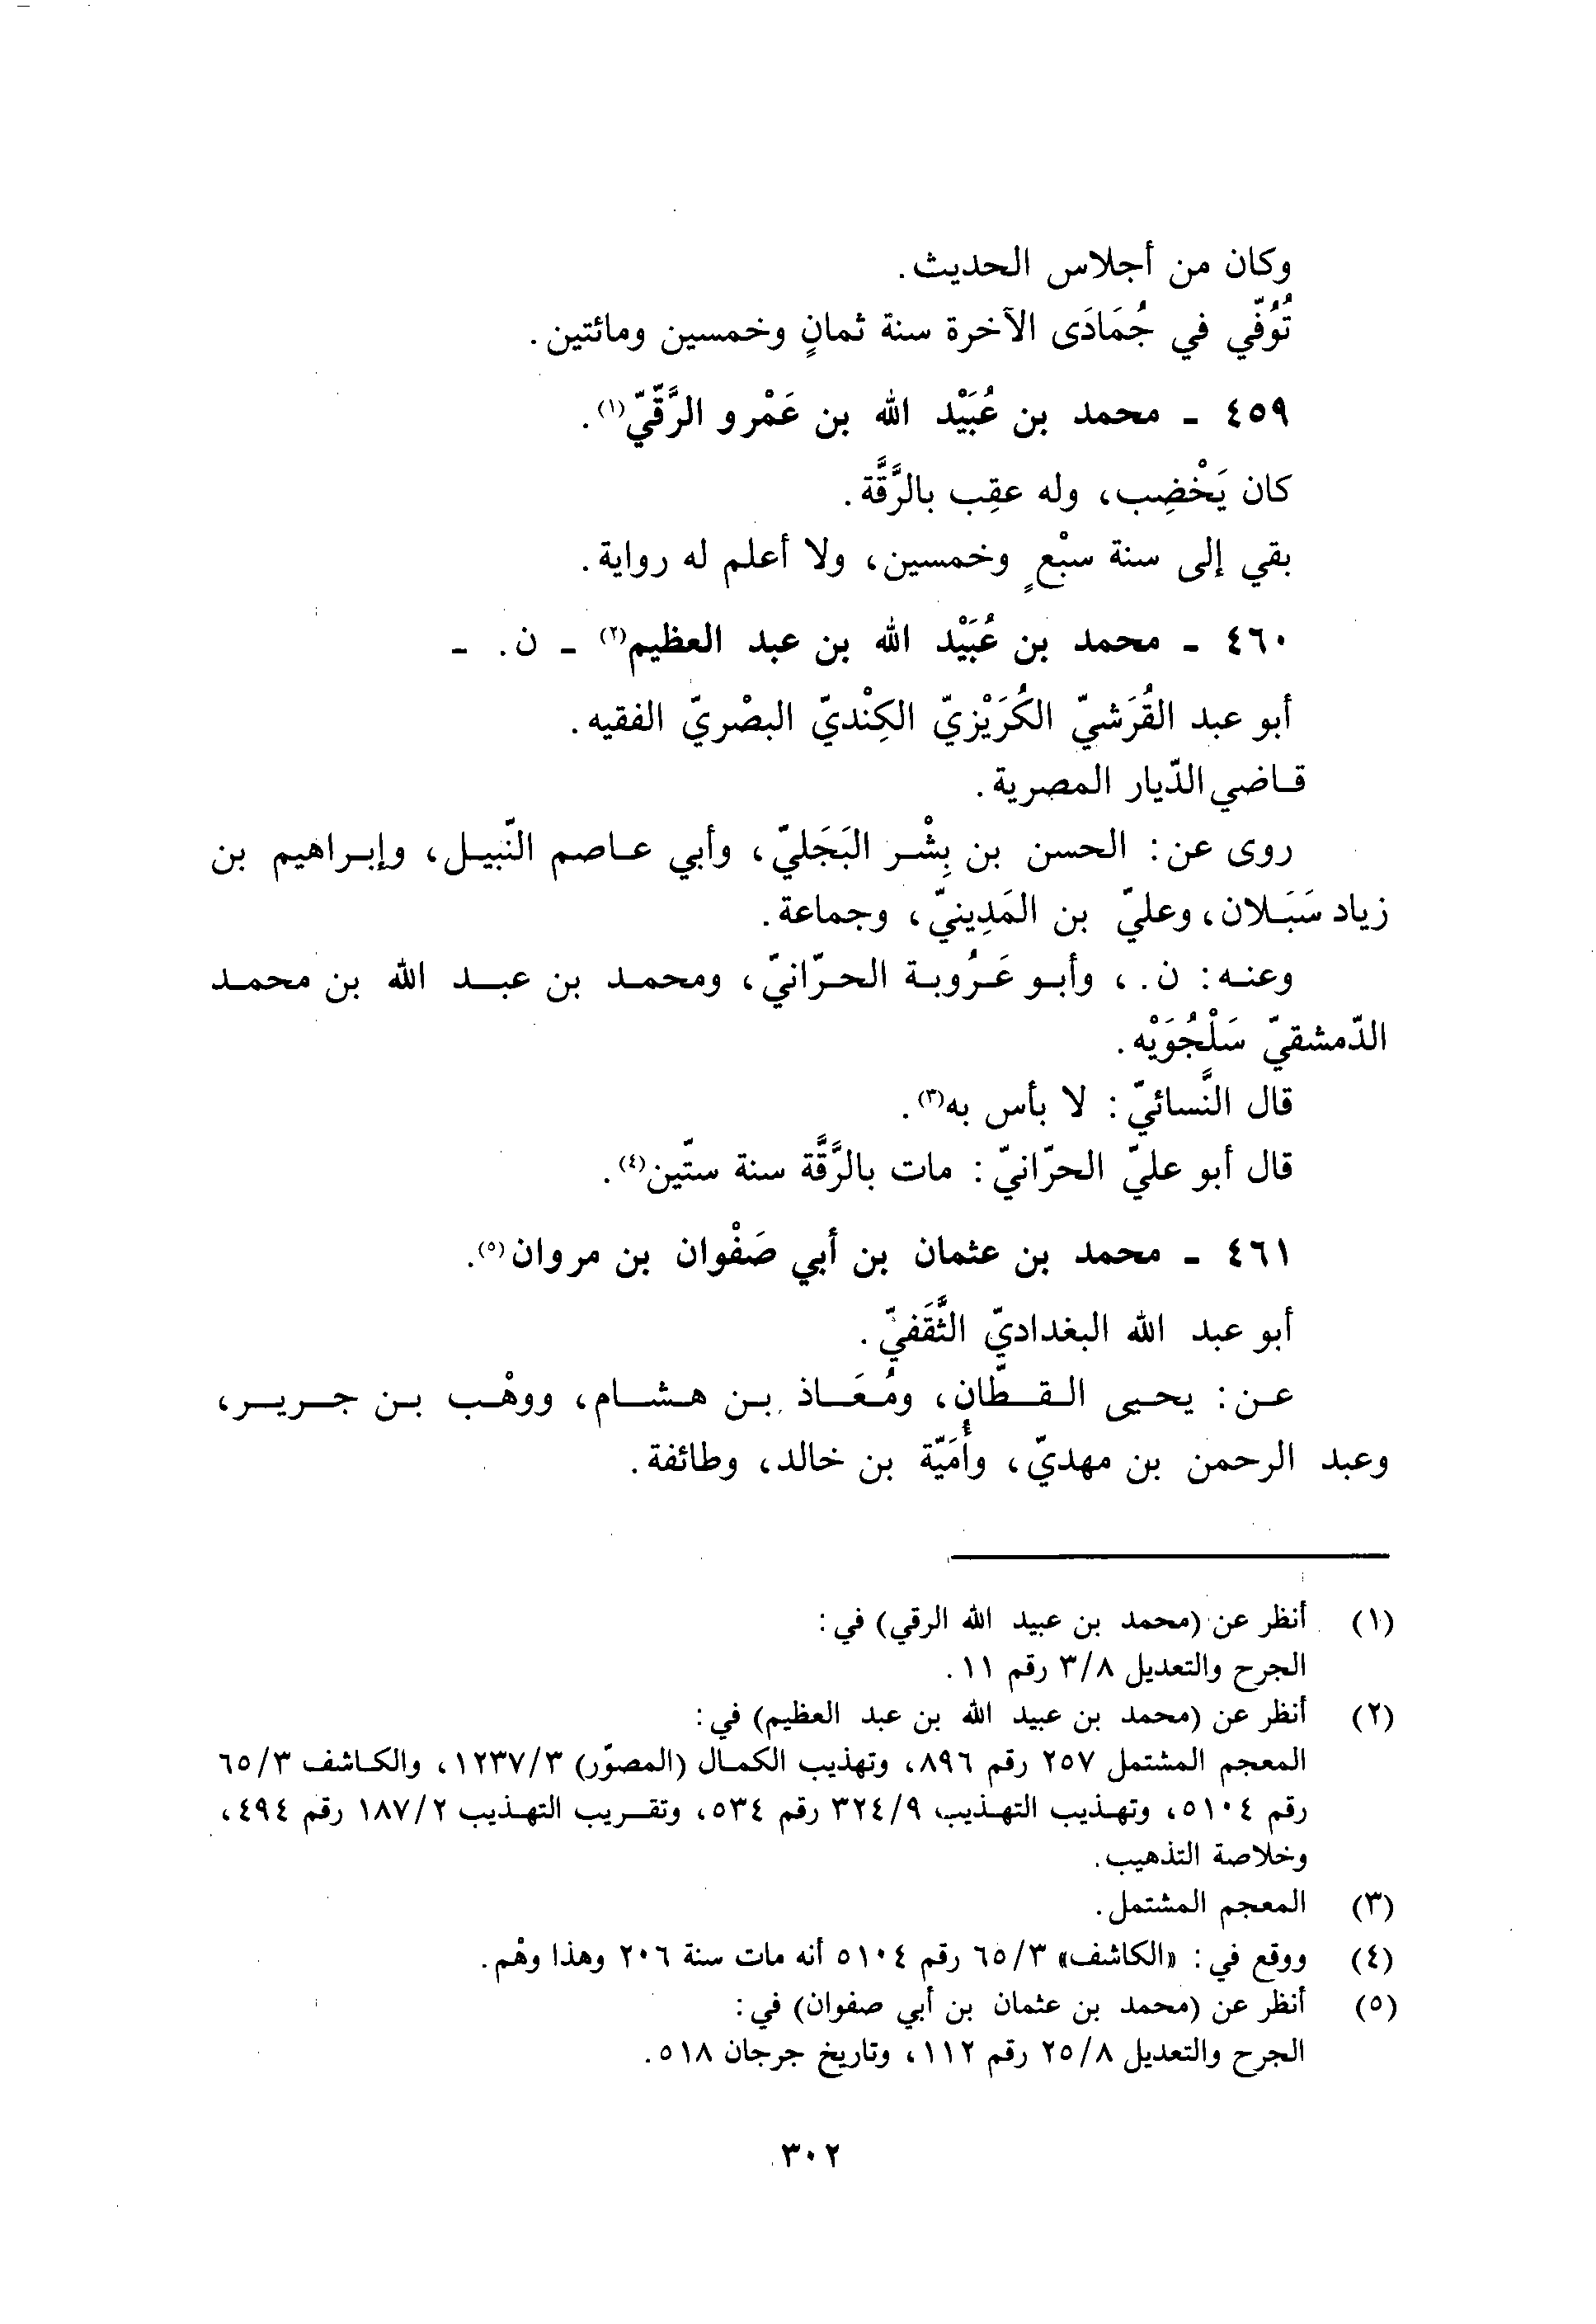 وكان من أجلاس الحديث.
تُوُفّي في جُمَادَى الآخرة سنة ثمانٍ وخمسين ومائتين.
٤٥٩ ـ محمد بن عُبَيْد الله بن عَمْرو الرَّقّيّ(١).
كان يَخْضِب، وله عقِب بالرَّقَّة.
بقي إلى سنة سبْعٍ وخمسين، ولا أعلم له رواية.
٤٦٠ ـ محمد بن عُبَيْد الله بن عبد العظيم(٢) ـ ن. ـ
أبو عبد القُرَشيّ الكُرَيْزيّ الكِنْديّ البصْريّ الفقيه.
قاضي الدّيار المصرية.
روى عن: الحسن بن بِشْر البَجَليّ، وأبي عاصم النّبيل، وإبراهيم بن
زياد سَبَلان، وعليّ بن المَدِينيّ، وجماعة.
وعنه: ن.، وأبو عَرُوبة الحرّانيّ، ومحمد بن عبد الله بن محمد
الدّمشقيّ سَلْجُوَيْه.
قال النَّسائيّ: لا بأس به(٣).
قال أبو عليّ الحرّانيّ: مات بالرَّقَّة سنة ستّين(٤).
٤٦١ ـ محمد بن عثمان بن أبي صَفْوان بن مروان(٥).
أبو عبد الله البغداديّ الثَّقَفيّ.
عن: يحيى القطّان، ومُعَاذ بن هشام، ووهْب بن جرير،
وعبد الرحمن بن مهديّ، وأُمَيّة بن خالد، وطائفة.
(١) أنظر عن (محمد بن عبيد الله الرقي) في:
الجرح والتعديل ٣/٨ رقم ١١.
(٢) أنظر عن (محمد بن عبيد الله بن عبد العظيم) في:
المعجم المشتمل ٢٥٧ رقم ٨٩٦، وتهذيب الكمال (المصوّر) ١٢٣٧/٣، والكاشف ٦٥/٣
رقم ٥١٠٤، وتهذيب التهذيب ٣٢٤/٩ رقم ٥٣٤، وتقريب التهذيب ١٨٧/٢ رقم ٤٩٤،
وخلاصة التذهيب.
(٣) المعجم المشتمل.
(٤) ووقع في: «الكاشف» ٦٥/٣ رقم ٥١٠٤ أنه مات سنة ٢٠٦ وهذا وهْم.
(٥) أنظر عن (محمد بن عثمان بن أبي صفوان) في:
الجرح والتعديل ٢٥/٨ رقم ١١٢، وتاريخ جرجان ٥١٨.
٣٠٢